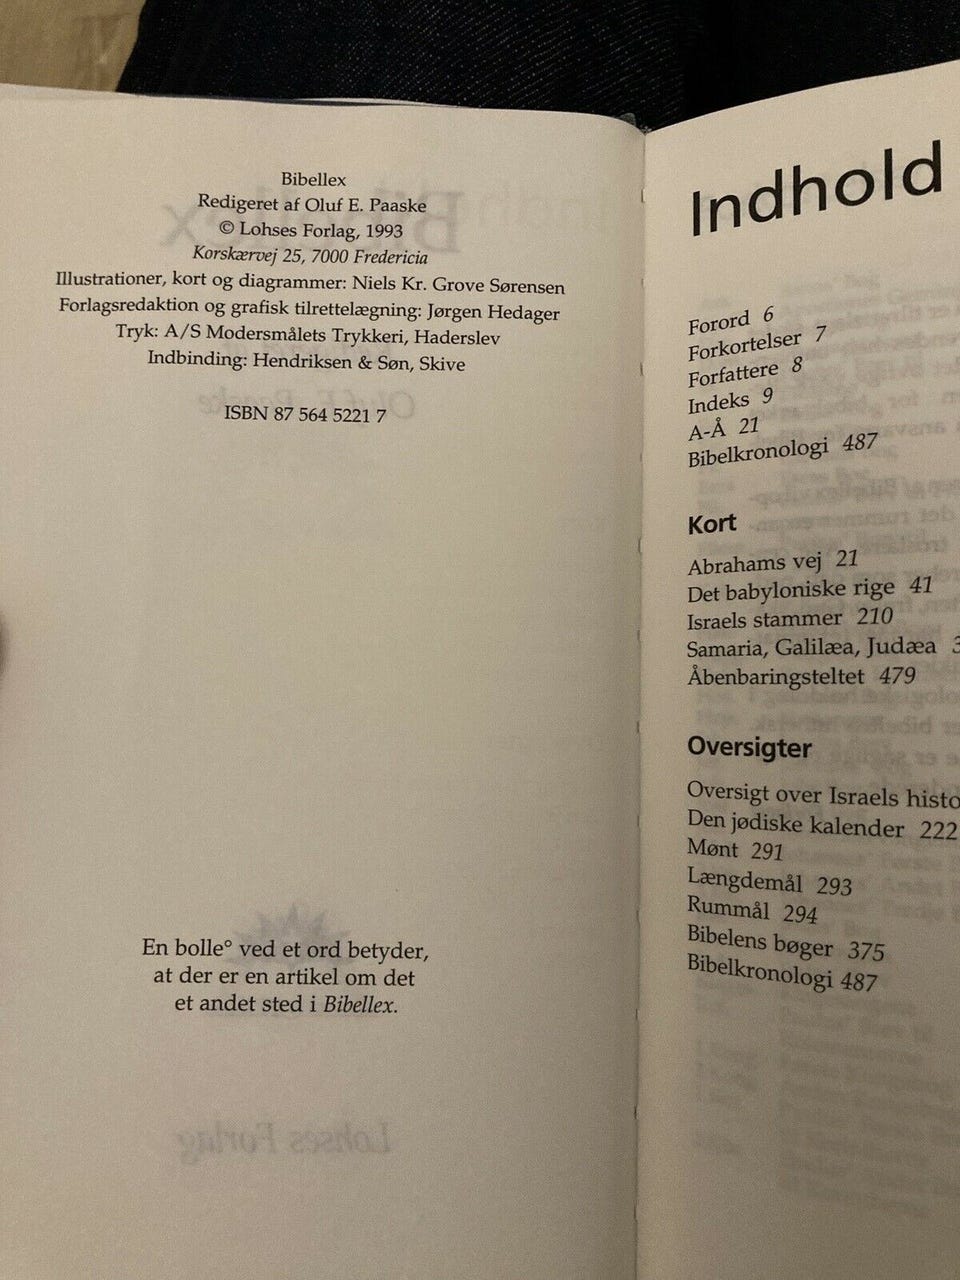 Bibellex
Redigeret af Oluf E. Paaske
© Lohses Forlag, 1993
Korskærvej 25, 7000 Fredericia
Illustrationer, kort og diagrammer: Niels Kr. Grove Sørensen
Forlagsredaktion og grafisk tilrettelægning: Jørgen Hedager
Tryk: A/S Modersmålets Trykkeri, Haderslev
Indbinding: Hendriksen & Søn, Skive
ISBN 87 564 5221 7
En bolle° ved et ord betyder,
at der er en artikel om det
et andet sted i Bibellex.
Lohses Forlag
Indhold
Forord 6
Forkortelser 7
Forfattere 8
Indeks 9
A-Å 21
Bibelkronologi 487
Kort
Abrahams vej 21
Det babyloniske rige 41
Israels stammer 210
Samaria, Galilæa, Judæa 3
Åbenbaringsteltet 479
Oversigter
Oversigt over Israels histo
Den jødiske kalender 222
Mønt 291
Længdemål 293
Rummål 294
Bibelens bøger 375
Bibelkronologi 487